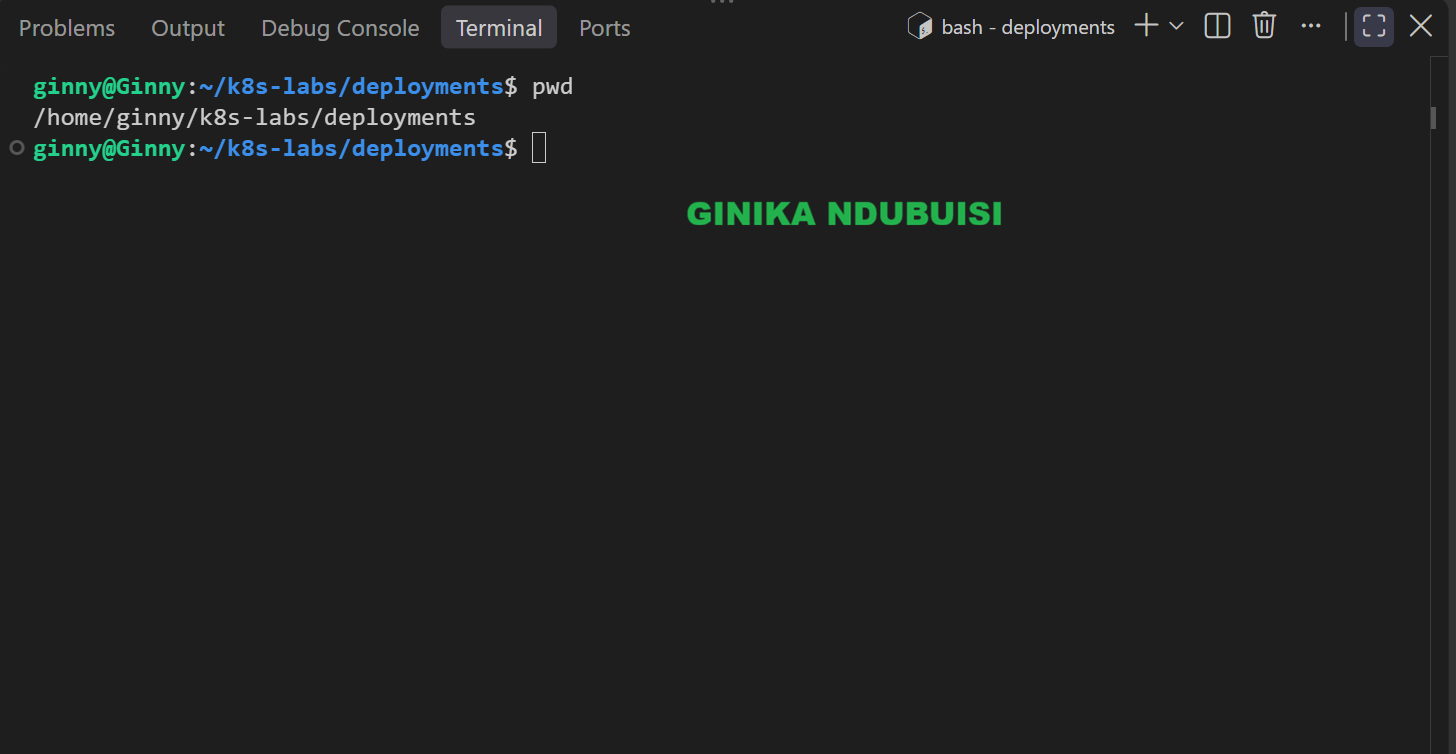 Problems Output Debug Console Terminal Ports bash - deployments
ginny@Ginny:~/k8s-labs/deployments$ pwd
/home/ginny/k8s-labs/deployments
ginny@Ginny:~/k8s-labs/deployments$
GINIKA NDUBUISI